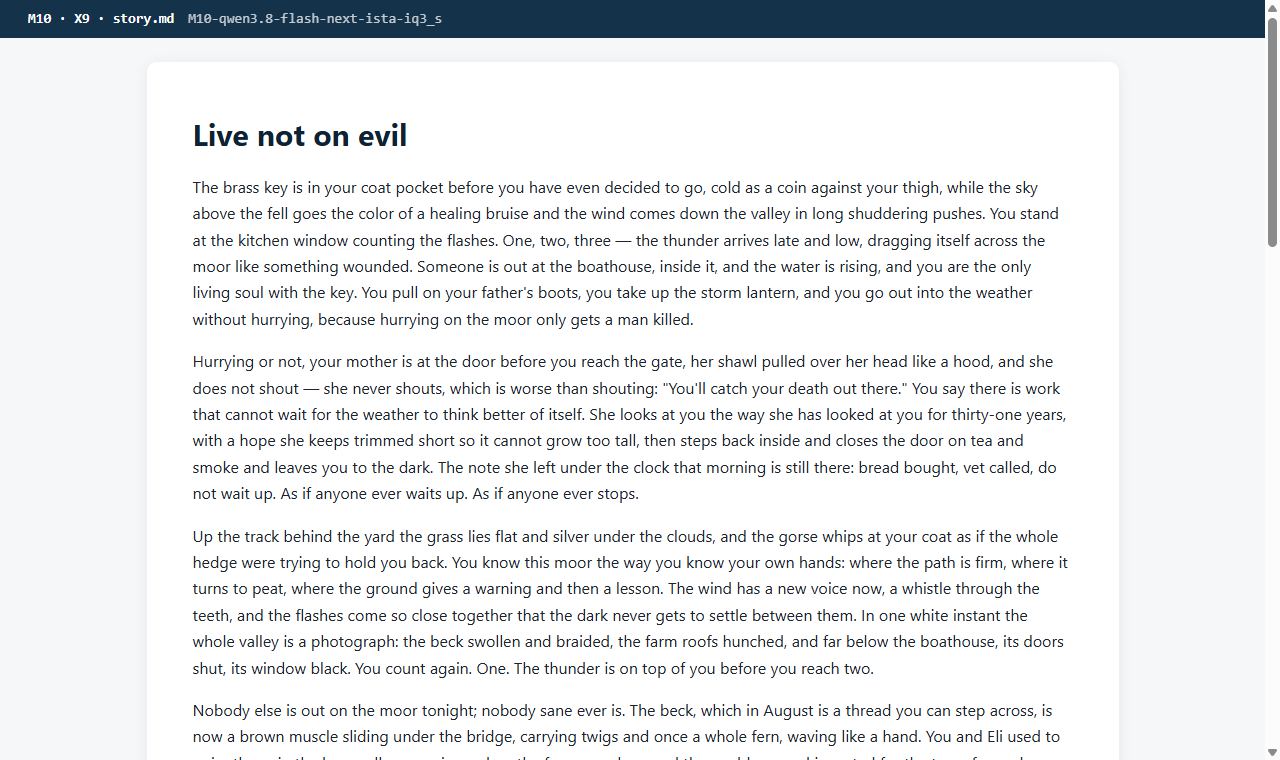 M10 • X9 • story.md M10-qwen3.8-flash-next-ista-iq3_s
Live not on evil
The brass key is in your coat pocket before you have even decided to go, cold as a coin against your thigh, while the sky
above the fell goes the color of a healing bruise and the wind comes down the valley in long shuddering pushes. You stand
at the kitchen window counting the flashes. One, two, three — the thunder arrives late and low, dragging itself across the
moor like something wounded. Someone is out at the boathouse, inside it, and the water is rising, and you are the only
living soul with the key. You pull on your father's boots, you take up the storm lantern, and you go out into the weather
without hurrying, because hurrying on the moor only gets a man killed.
Hurrying or not, your mother is at the door before you reach the gate, her shawl pulled over her head like a hood, and she
does not shout — she never shouts, which is worse than shouting: "You'll catch your death out there." You say there is work
that cannot wait for the weather to think better of itself. She looks at you the way she has looked at you for thirty-one years,
with a hope she keeps trimmed short so it cannot grow too tall, then steps back inside and closes the door on tea and
smoke and leaves you to the dark. The note she left under the clock that morning is still there: bread bought, vet called, do
not wait up. As if anyone ever waits up. As if anyone ever stops.
Up the track behind the yard the grass lies flat and silver under the clouds, and the gorse whips at your coat as if the whole
hedge were trying to hold you back. You know this moor the way you know your own hands: where the path is firm, where it
turns to peat, where the ground gives a warning and then a lesson. The wind has a new voice now, a whistle through the
teeth, and the flashes come so close together that the dark never gets to settle between them. In one white instant the
whole valley is a photograph: the beck swollen and braided, the farm roofs hunched, and far below the boathouse, its doors
shut, its window black. You count again. One. The thunder is on top of you before you reach two.
Nobody else is out on the moor tonight; nobody sane ever is. The beck, which in August is a thread you can step across, is
now a brown muscle sliding under the bridge, carrying twigs and once a whole fern, waving like a hand. You and Eli used to